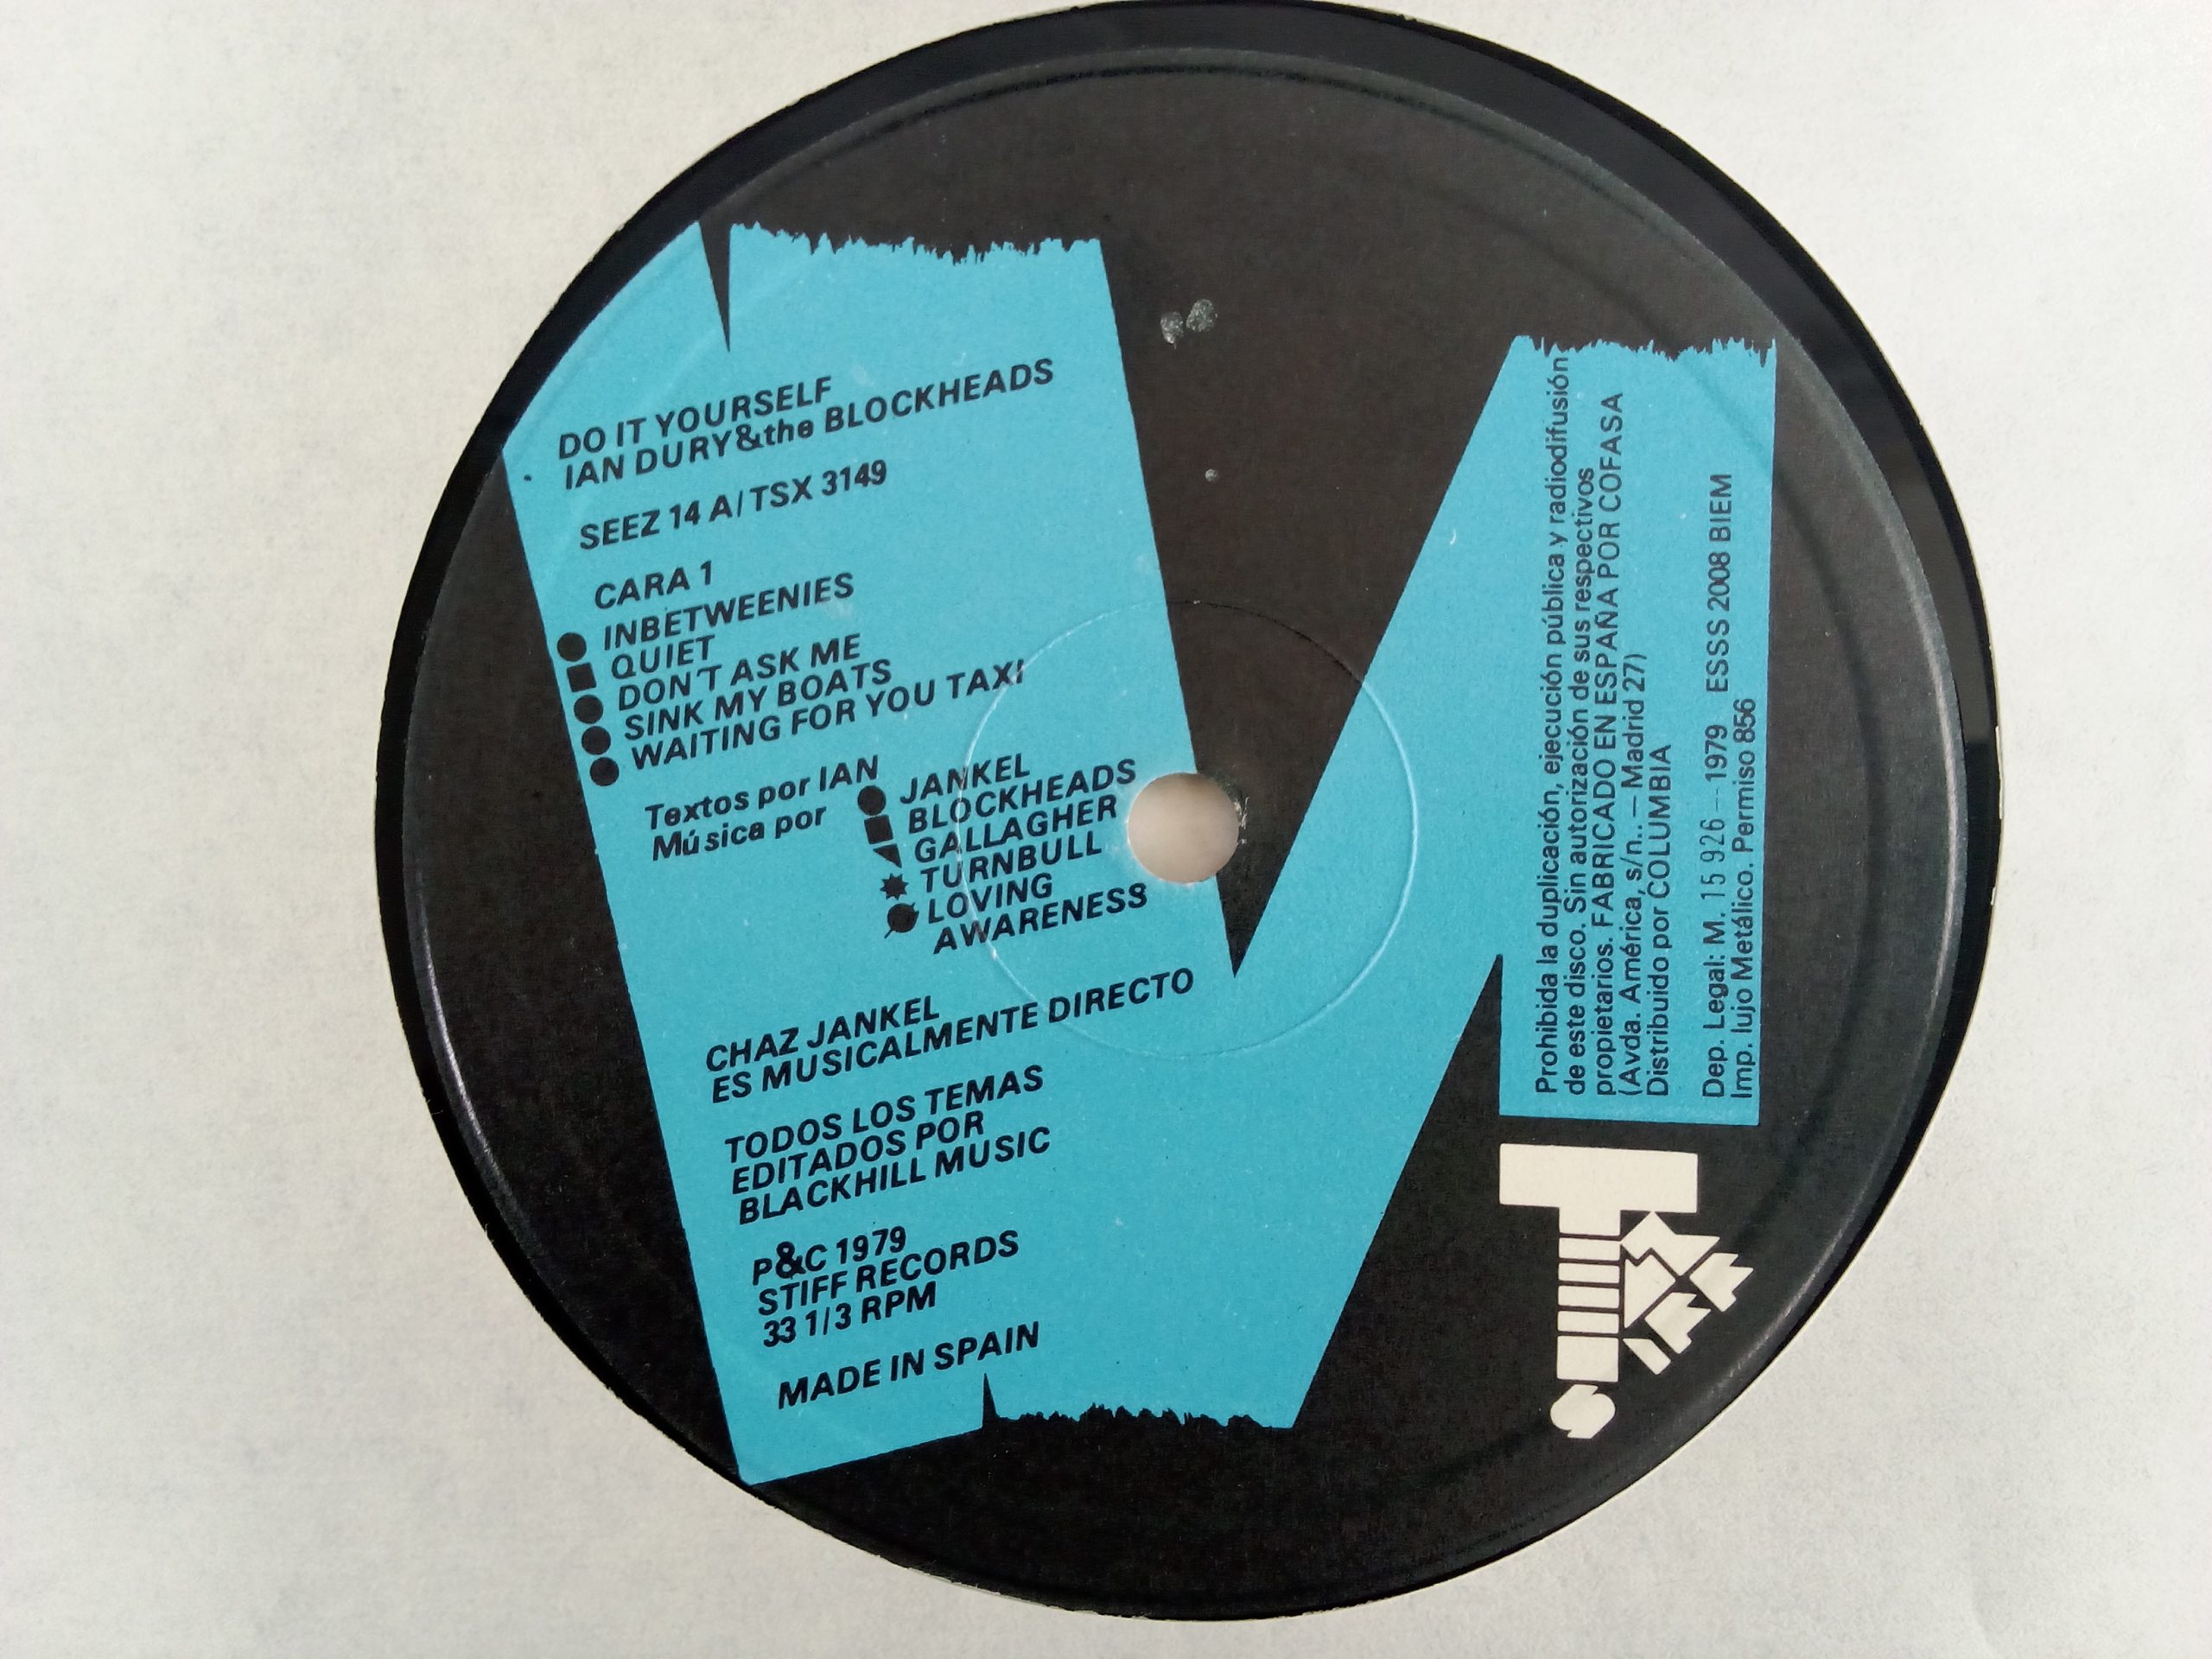 DO IT YOURSELF
IAN DURY&the BLOCKHEADS
SEEZ 14 A/TSX 3149
CARA 1
INBETWEENIES
QUIET
DON'T ASK ME
SINK MY BOATS
WAITING FOR YOU TAXI
Textos por IAN
Música por
JANKEL
BLOCKHEADS
GALLAGHER
TURNBULL
LOVING
AWARENESS
CHAZ JANKEL
ES MUSICALMENTE DIRECTO
TODOS LOS TEMAS
EDITADOS POR
BLACKHILL MUSIC
P&C 1979
STIFF RECORDS
33 1/3 RPM
MADE IN SPAIN
Prohibida la duplicación, ejecución pública y radiodifusión
de este disco. Sin autorización de sus respectivos
propietarios. FABRICADO EN ESPAÑA POR COFASA
(Avda. América, s/n.. — Madrid 27)
Distribuido por COLUMBIA
Dep. Legal: M. 15 926—1979 ESSS 2008 BIEM
Imp. lujo Metálico. Permiso 856